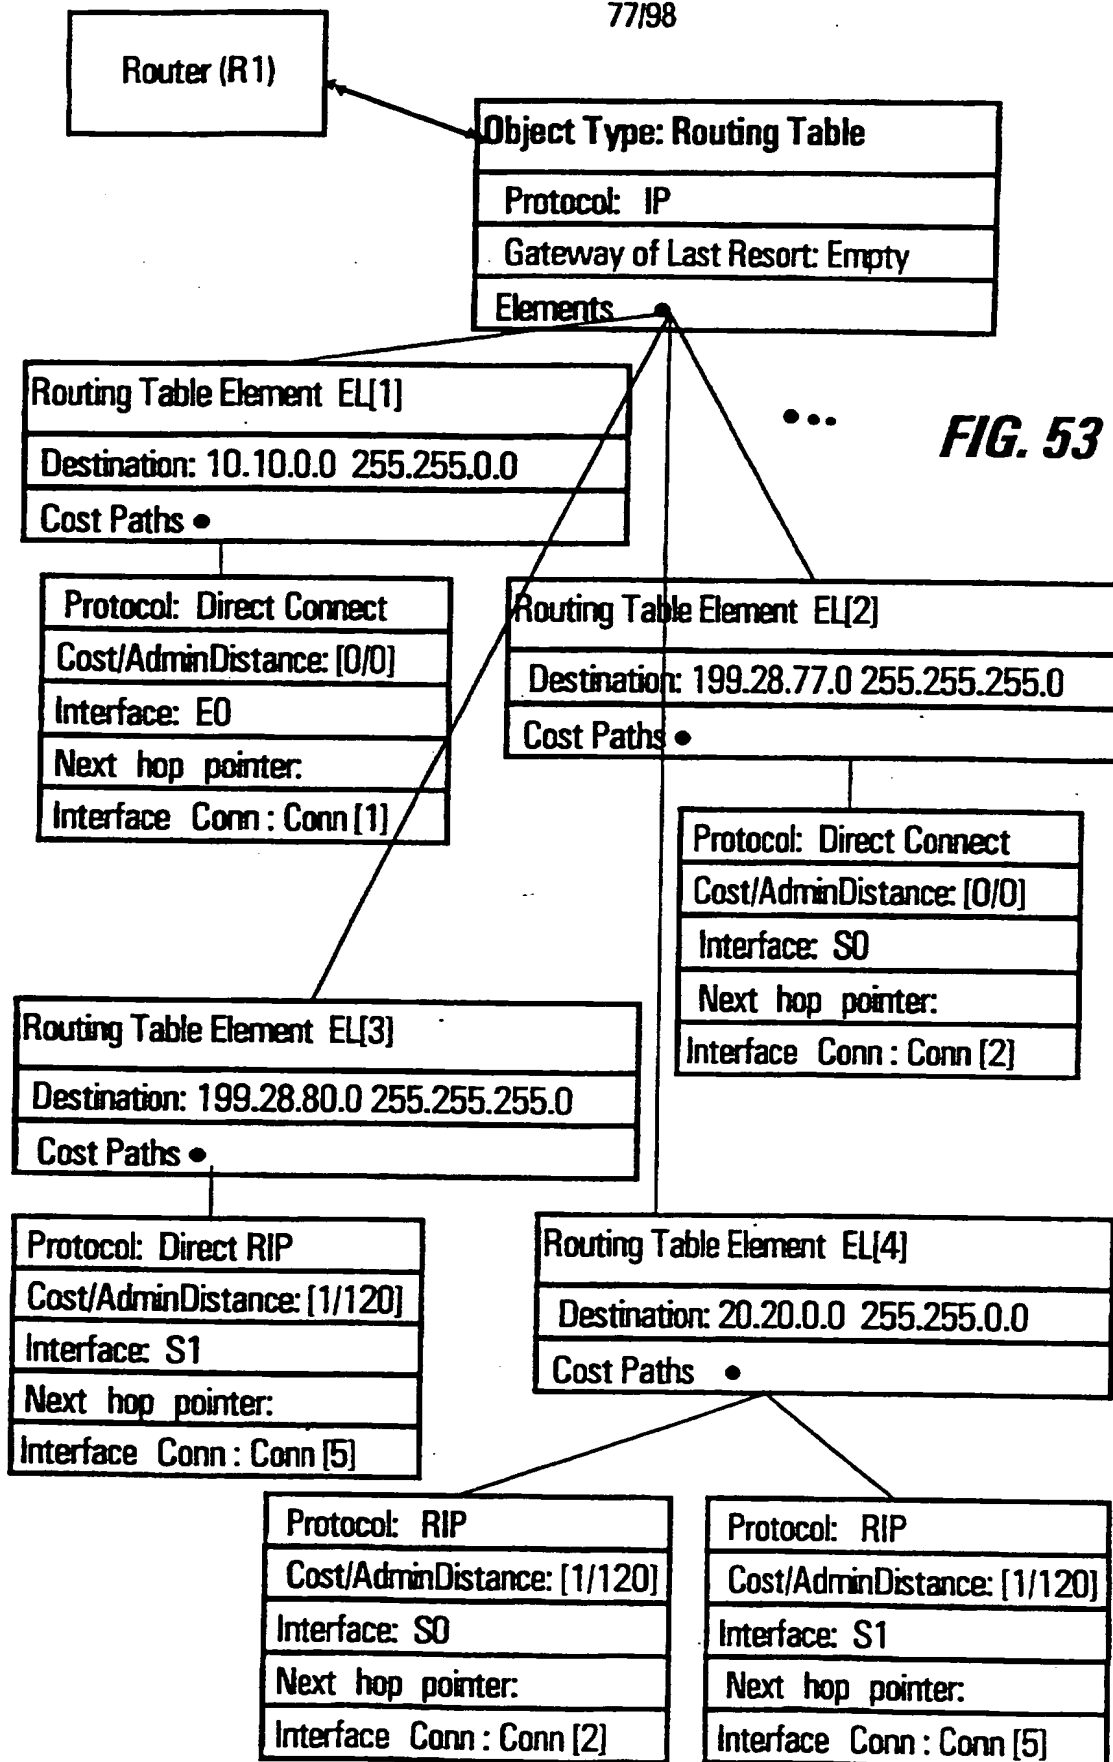 77/98
Router (R1)
Object Type: Routing Table
Protocol: IP
Gateway of Last Resort: Empty
Elements
Routing Table Element EL[1]
Destination: 10.10.0.0 255.255.0.0
Cost Paths
FIG. 53
Protocol: Direct Connect
Cost/AdminDistance: [0/0]
Interface: E0
Next hop pointer:
Interface Conn : Conn [1]
Routing Table Element EL[2]
Destination: 199.28.77.0 255.255.255.0
Cost Paths
Protocol: Direct Connect
Cost/AdminDistance: [0/0]
Interface: S0
Next hop pointer:
Interface Conn : Conn [2]
Routing Table Element EL[3]
Destination: 199.28.80.0 255.255.255.0
Cost Paths
Protocol: Direct RIP
Cost/AdminDistance: [1/120]
Interface: S1
Next hop pointer:
Interface Conn : Conn [5]
Routing Table Element EL[4]
Destination: 20.20.0.0 255.255.0.0
Cost Paths
Protocol: RIP
Cost/AdminDistance: [1/120]
Interface: S0
Next hop pointer:
Interface Conn : Conn [2]
Protocol: RIP
Cost/AdminDistance: [1/120]
Interface: S1
Next hop pointer:
Interface Conn : Conn [5]